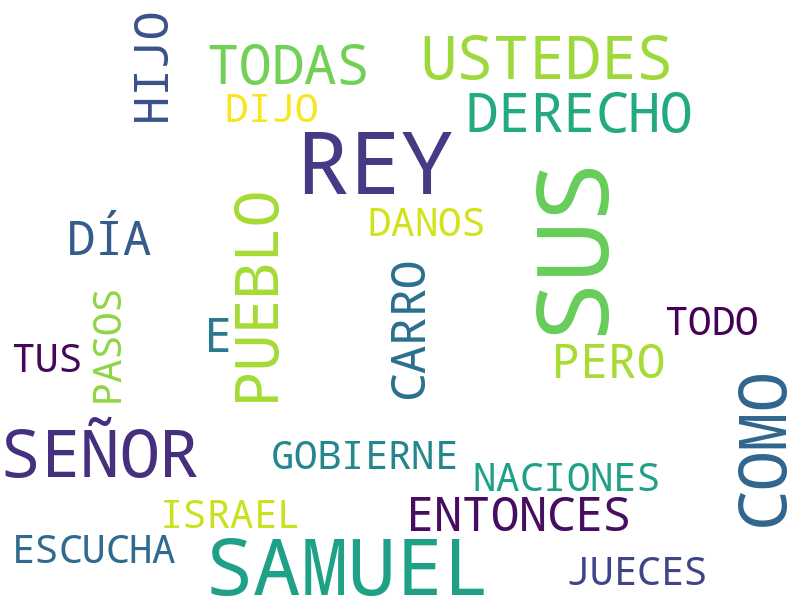 HIJO
TODAS
USTEDES
DIJO
DERECHO
REY
SUS
PUEBLO
DANOS
DÍA
CARRO
PASOS
E
TODO
TUS
PERO
COMO
SEÑOR
GOBIERNE
NACIONES
ISRAEL
ENTONCES
ESCUCHA
SAMUEL
JUECES